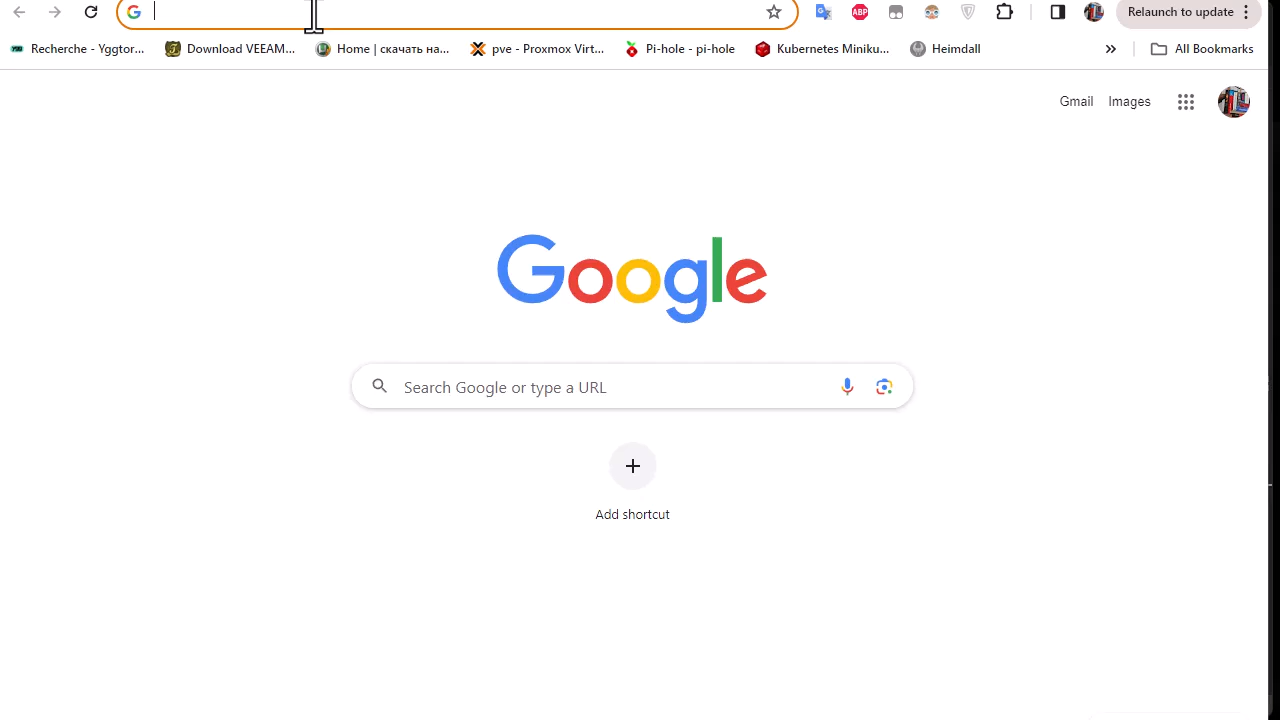 Relaunch to update
Recherche - Yggtor... Download VEEAM... Home | скачать на... pve - Proxmox Virt... Pi-hole - pi-hole Kubernetes Miniku... Heimdall » All Bookmarks
Gmail Images
Google
Search Google or type a URL
Add shortcut
ABP